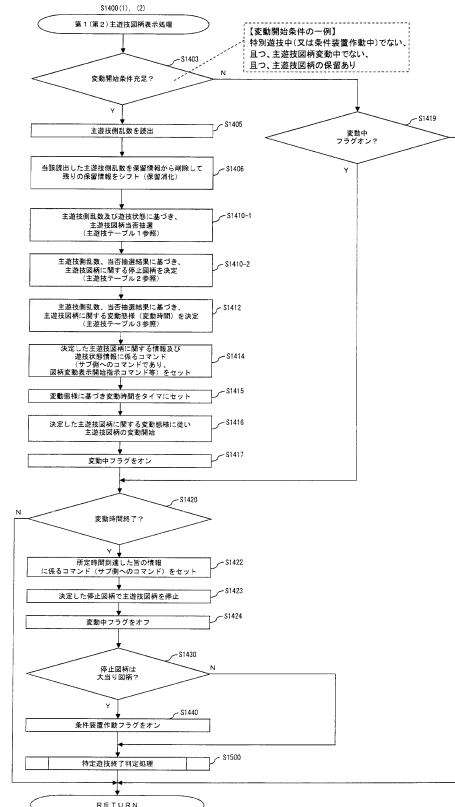 S1400(1), (2)
第1(第2)主遊技図柄表示処理
【変動開始条件の一例】
特別遊技中(又は条件装置作動中)でない、
且つ、主遊技図柄変動中でない、
且つ、主遊技図柄の保留あり
S1403
変動開始条件充足?
N
Y
S1405
主遊技側乱数を読出
S1419
変動中
フラグオン?
N
Y
S1406
当該読出した主遊技側乱数を保留情報から削除して
残りの保留情報をシフト(保留消化)
S1410-1
主遊技側乱数及び遊技状態に基づき、
主遊技図柄当否抽選
(主遊技テーブル1参照)
S1410-2
主遊技側乱数、当否抽選結果に基づき、
主遊技図柄に関する停止図柄を決定
(主遊技テーブル2参照)
S1412
主遊技側乱数、当否抽選結果に基づき、
主遊技図柄に関する変動態様(変動時間)を決定
(主遊技テーブル3参照)
S1414
決定した主遊技図柄に関する情報及び
遊技状態情報に係るコマンド
(サブ側へのコマンドであり、
図柄変動表示開始指示コマンド等)をセット
S1415
変動態様に基づき変動時間をタイマにセット
S1416
決定した主遊技図柄に関する変動態様に従い
主遊技図柄の変動開始
S1417
変動中フラグをオン
S1420
N
変動時間終了?
Y
S1422
所定時間到達した旨の情報
に係るコマンド(サブ側へのコマンド)をセット
S1423
決定した停止図柄で主遊技図柄を停止
S1424
変動中フラグをオフ
S1430
停止図柄は
大当り図柄?
N
Y
S1440
条件装置作動フラグをオン
S1500
特定遊技終了判定処理
RETURN